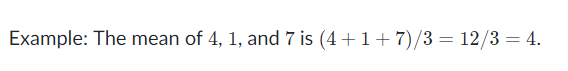 Example: The mean of 4, 1, and 7 is (4 + 1 + 7)/3 = 12/3 = 4.